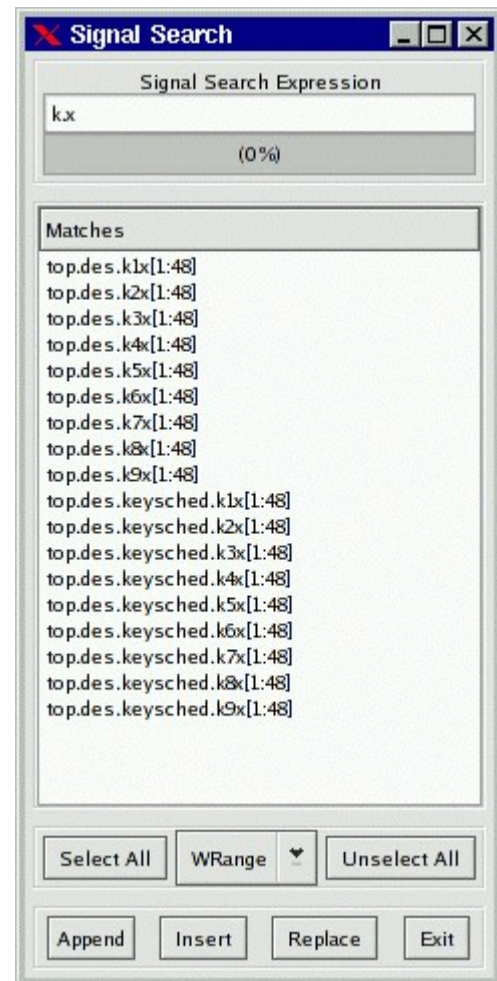 Signal Search
Signal Search Expression
k.x
(0%)
Matches
top.des.k1x[1:48]
top.des.k2x[1:48]
top.des.k3x[1:48]
top.des.k4x[1:48]
top.des.k5x[1:48]
top.des.k6x[1:48]
top.des.k7x[1:48]
top.des.k8x[1:48]
top.des.k9x[1:48]
top.des.keysched.k1x[1:48]
top.des.keysched.k2x[1:48]
top.des.keysched.k3x[1:48]
top.des.keysched.k4x[1:48]
top.des.keysched.k5x[1:48]
top.des.keysched.k6x[1:48]
top.des.keysched.k7x[1:48]
top.des.keysched.k8x[1:48]
top.des.keysched.k9x[1:48]
Select All WRange Unselect All
Append Insert Replace Exit